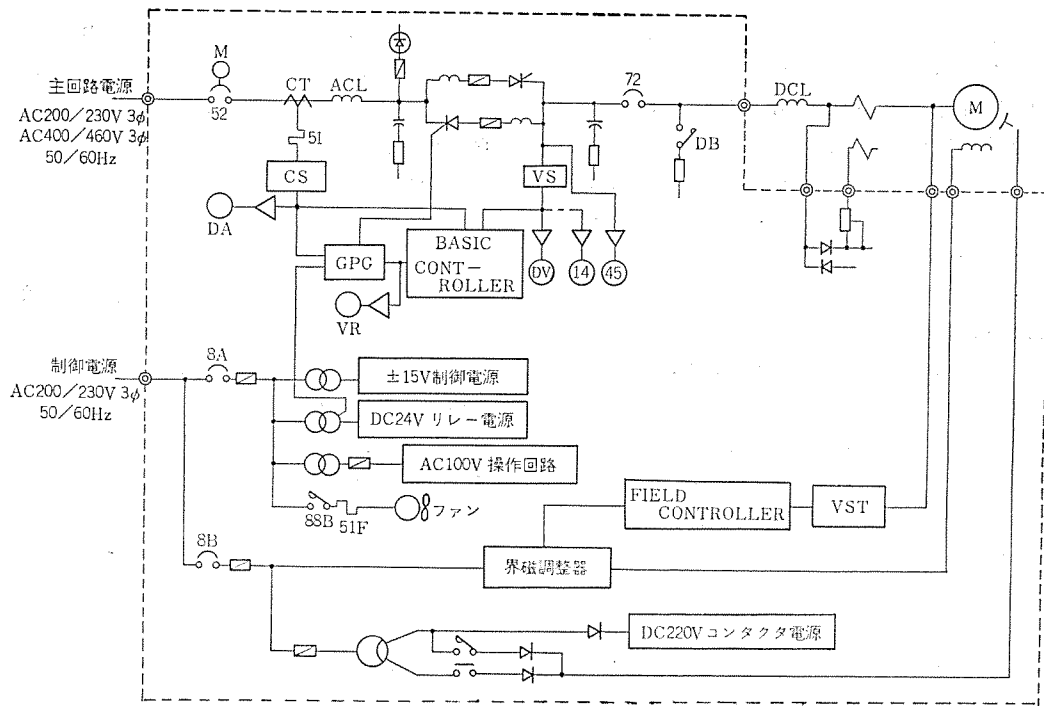 主回路電源
AC200/230V 3φ
AC400/460V 3φ
50/60Hz
M
52
CT
51
CS
ACL
DA
GPG
VR
BASIC
CONT-
ROLLER
VS
DV
14
45
72
DB
DCL
M
制御電源
AC200/230V 3φ
50/60Hz
8A
±15V制御電源
DC24V リレー電源
AC100V 操作回路
88B
51F
ファン
8B
FIELD
CONTROLLER
VST
界磁調整器
DC220Vコンタクタ電源